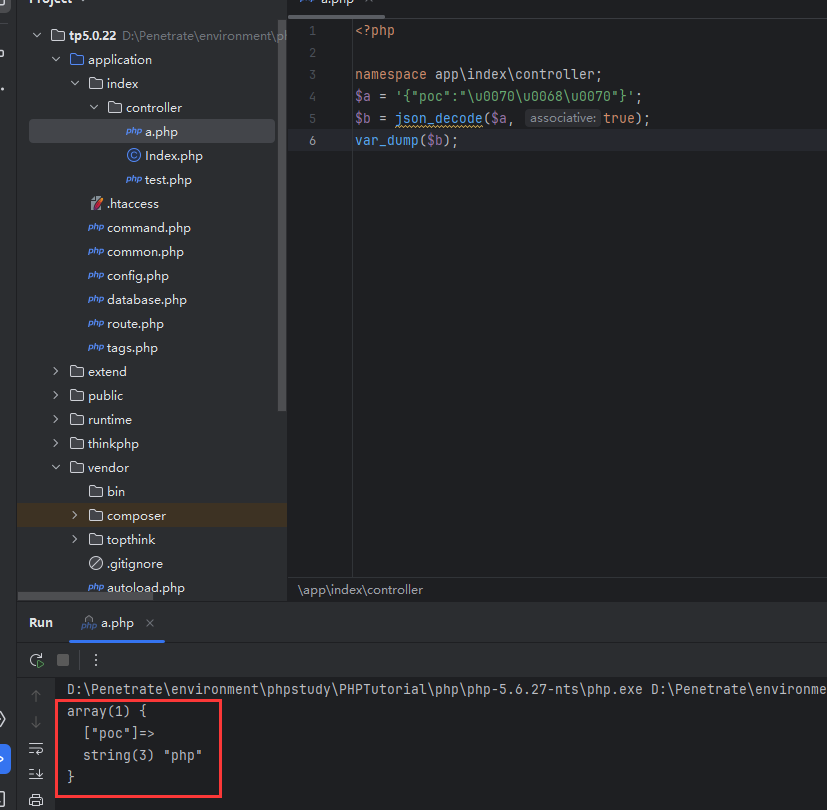 Project
a.php
tp5.0.22 D:\Penetrate\environment\ph
application
index
controller
a.php
Index.php
test.php
.htaccess
command.php
common.php
config.php
database.php
route.php
tags.php
extend
public
runtime
thinkphp
vendor
bin
composer
topthink
.gitignore
autoload.php
1 <?php
2
3 namespace app\index\controller;
4 $a = '{"poc":"\u0070\u0068\u0070"}';
5 $b = json_decode($a, associative: true);
6 var_dump($b);
\app\index\controller
Run a.php
D:\Penetrate\environment\phpstudy\PHPTutorial\php\php-5.6.27-nts\php.exe D:\Penetrate\environme
array(1) {
["poc"]=>
string(3) "php"
}